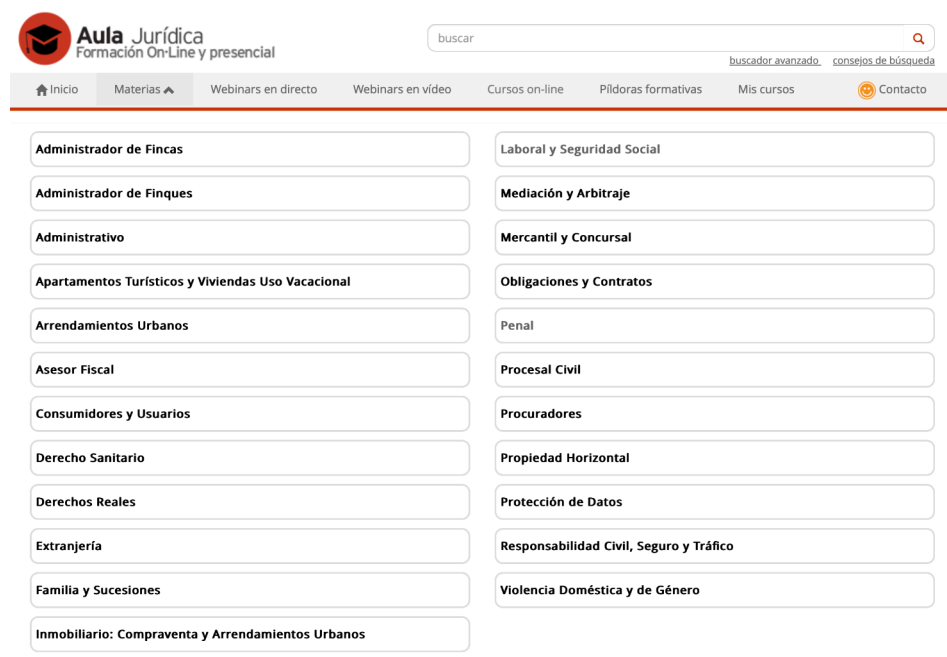 Aula Jurídica
Formación On·Line y presencial
buscar
buscador avanzado consejos de búsqueda
Inicio Materias Webinars en directo Webinars en vídeo Cursos on-line Píldoras formativas Mis cursos Contacto
Administrador de Fincas
Administrador de Finques
Administrativo
Apartamentos Turísticos y Viviendas Uso Vacacional
Arrendamientos Urbanos
Asesor Fiscal
Consumidores y Usuarios
Derecho Sanitario
Derechos Reales
Extranjería
Familia y Sucesiones
Inmobiliario: Compraventa y Arrendamientos Urbanos
Laboral y Seguridad Social
Mediación y Arbitraje
Mercantil y Concursal
Obligaciones y Contratos
Penal
Procesal Civil
Procuradores
Propiedad Horizontal
Protección de Datos
Responsabilidad Civil, Seguro y Tráfico
Violencia Doméstica y de Género